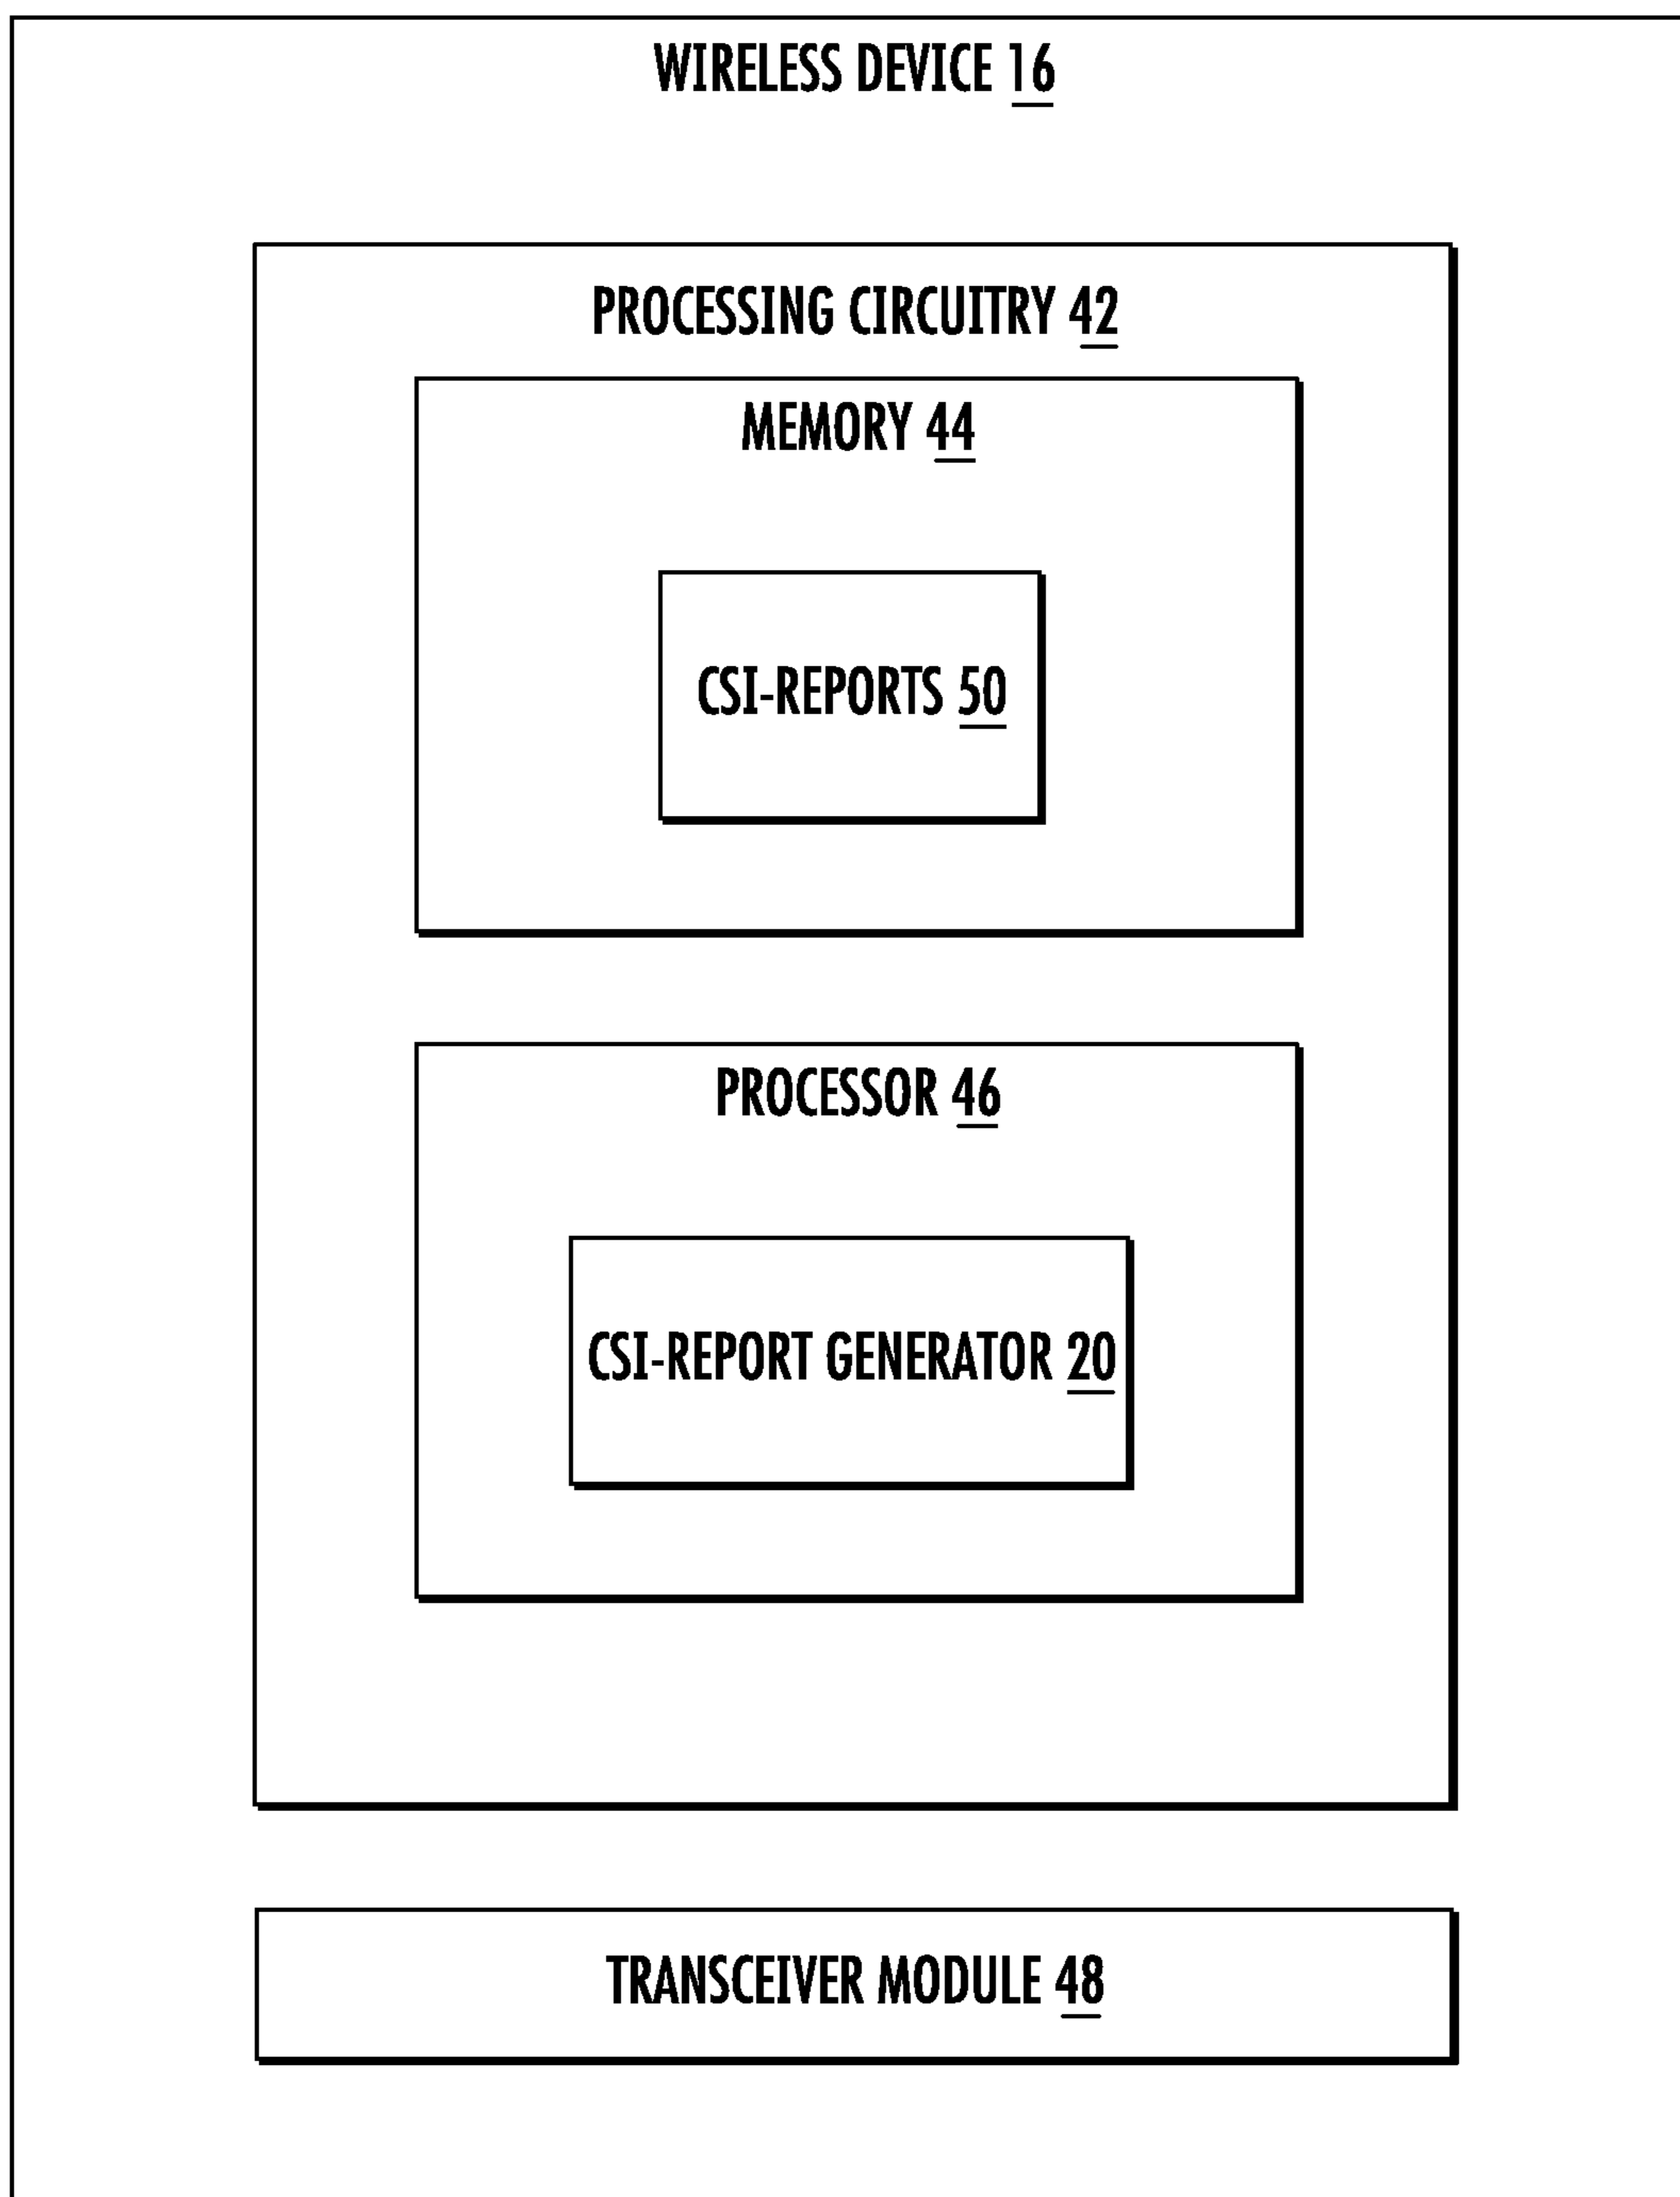 WIRELESS DEVICE 16
PROCESSING CIRCUITRY 42
MEMORY 44
CSI-REPORTS 50
PROCESSOR 46
CSI-REPORT GENERATOR 20
TRANSCEIVER MODULE 48